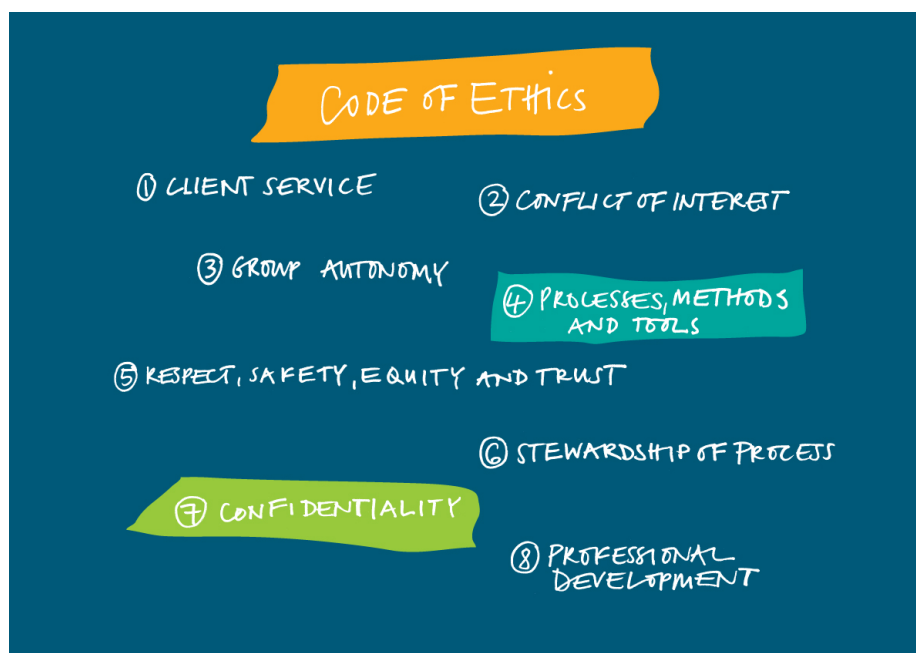 CODE OF ETHICS
① CLIENT SERVICE
② CONFLICT OF INTEREST
③ GROUP AUTONOMY
④ PROCESSES, METHODS
AND TOOLS
⑤ RESPECT, SAFETY, EQUITY AND TRUST
⑥ STEWARDSHIP OF PROCESS
⑦ CONFIDENTIALITY
⑧ PROFESSIONAL
DEVELOPMENT